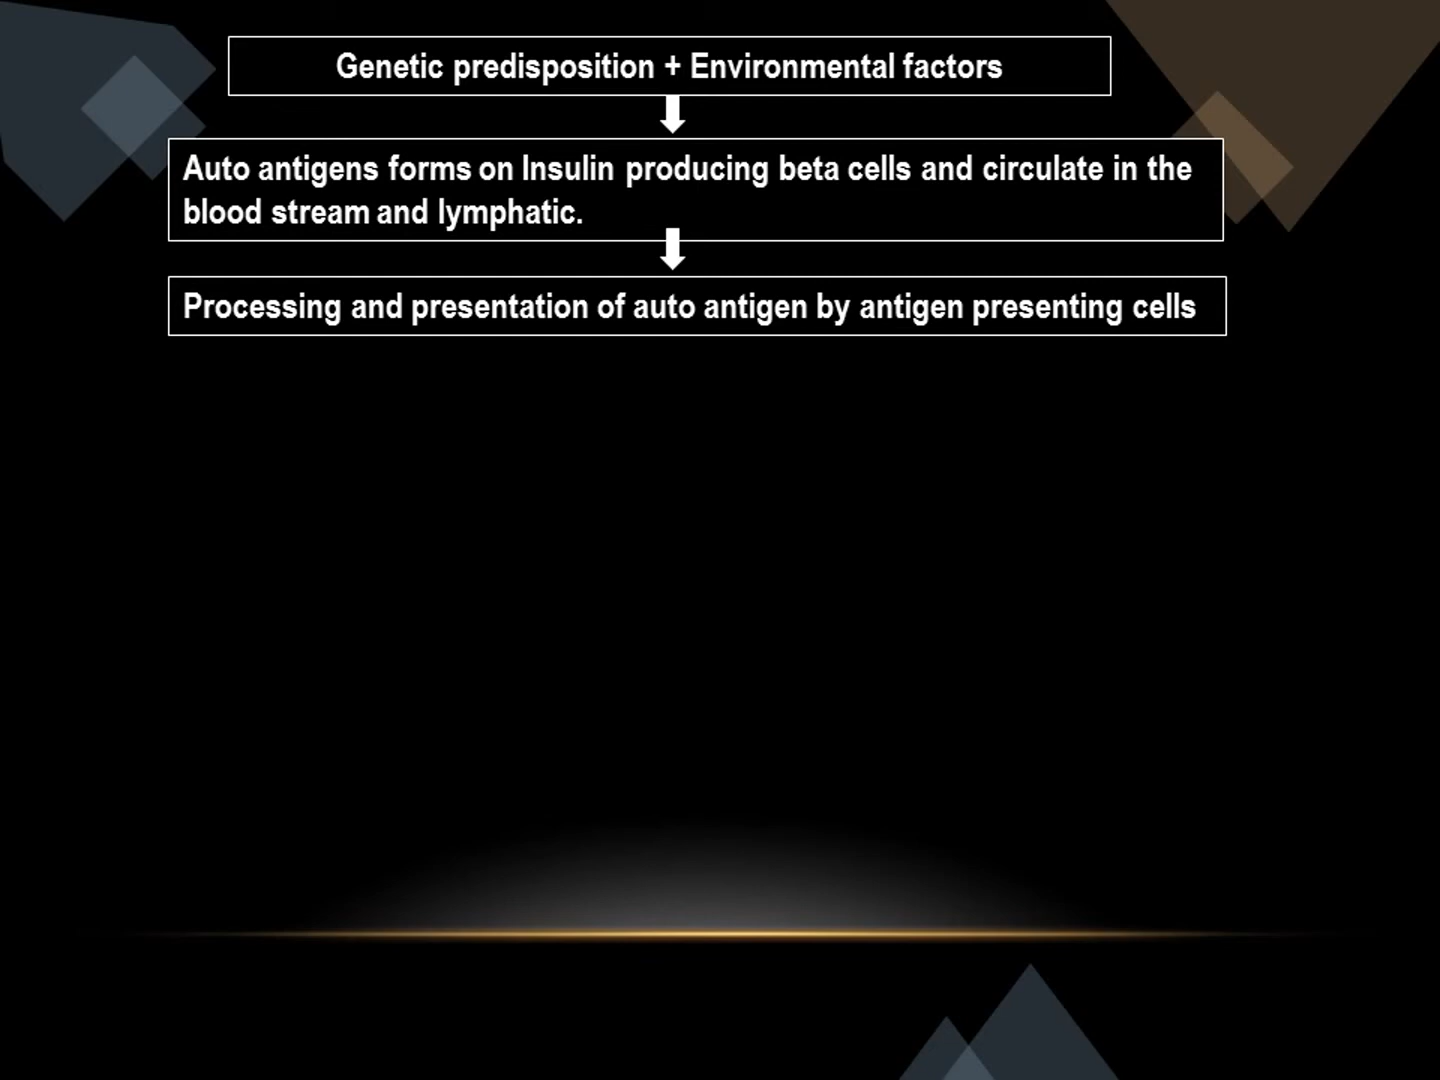 Genetic predisposition + Environmental factors
Auto antigens forms on Insulin producing beta cells and circulate in the
blood stream and lymphatic.
Processing and presentation of auto antigen by antigen presenting cells